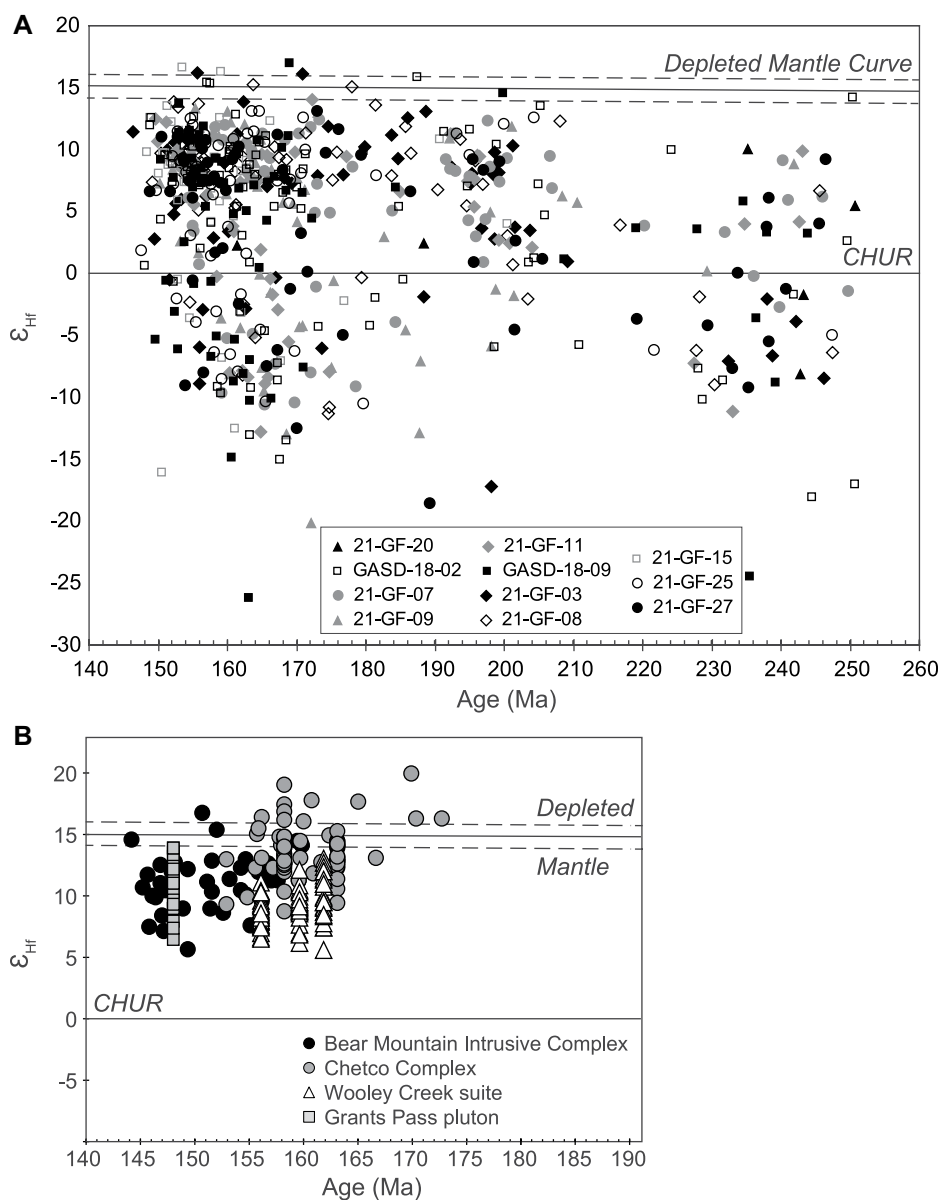 A
20
15
10
5
0
-5
-10
-15
-20
-25
-30
εHf
Depleted Mantle Curve
CHUR
21-GF-20
GASD-18-02
21-GF-07
21-GF-09
21-GF-11
GASD-18-09
21-GF-03
21-GF-08
21-GF-15
21-GF-25
21-GF-27
140 150 160 170 180 190 200 210 220 230 240 250 260
Age (Ma)
B
20
15
10
5
0
-5
εHf
Depleted
Mantle
CHUR
Bear Mountain Intrusive Complex
Chetco Complex
Wooley Creek suite
Grants Pass pluton
140 145 150 155 160 165 170 175 180 185 190
Age (Ma)